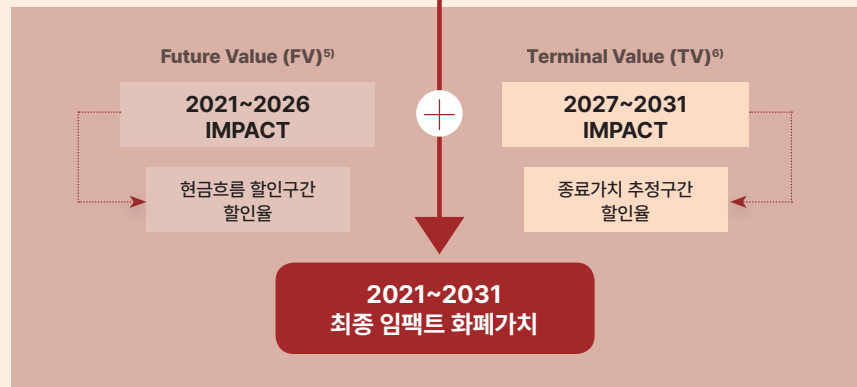 Future Value (FV)5)
2021~2026
IMPACT
현금흐름 할인구간
할인율
Terminal Value (TV)6)
2027~2031
IMPACT
종료가치 추정구간
할인율
2021~2031
최종 임팩트 화폐가치